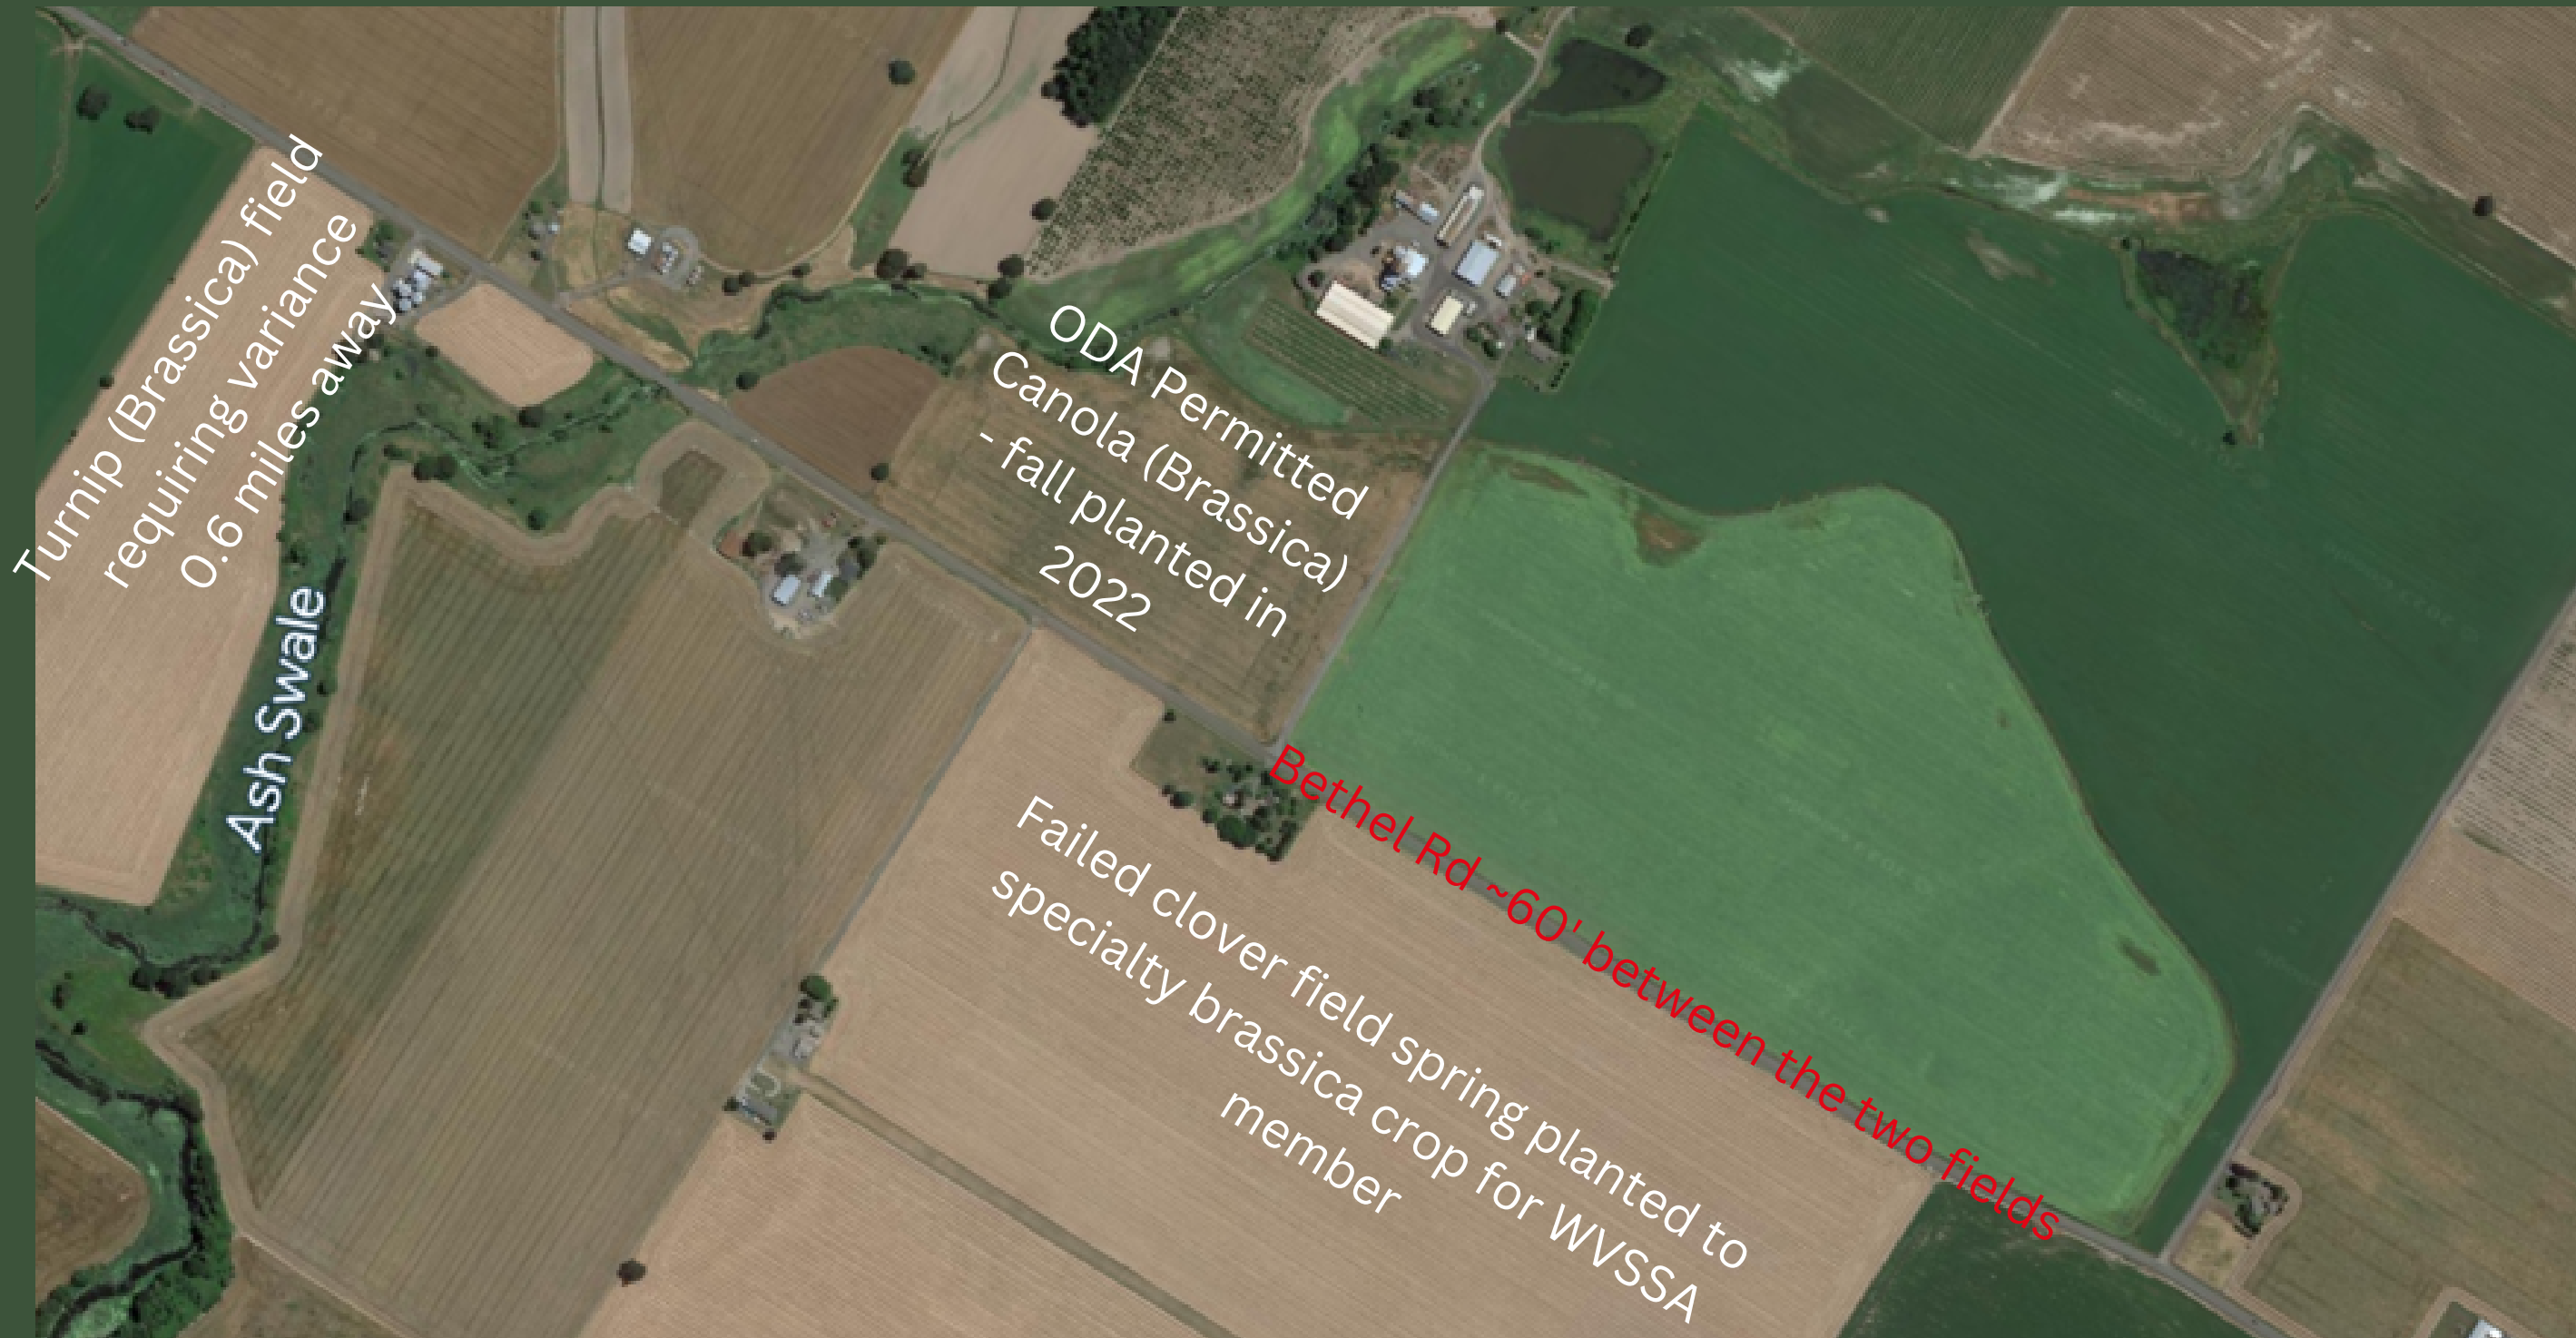 Turnip (Brassica) field
requiring variance
0.6 miles away
Ash Swale
ODA Permitted
Canola (Brassica)
- fall planted in
2022
Bethel Rd ~60' between the two fields
Failed clover field spring planted to
specialty brassica crop for WVSSA
member